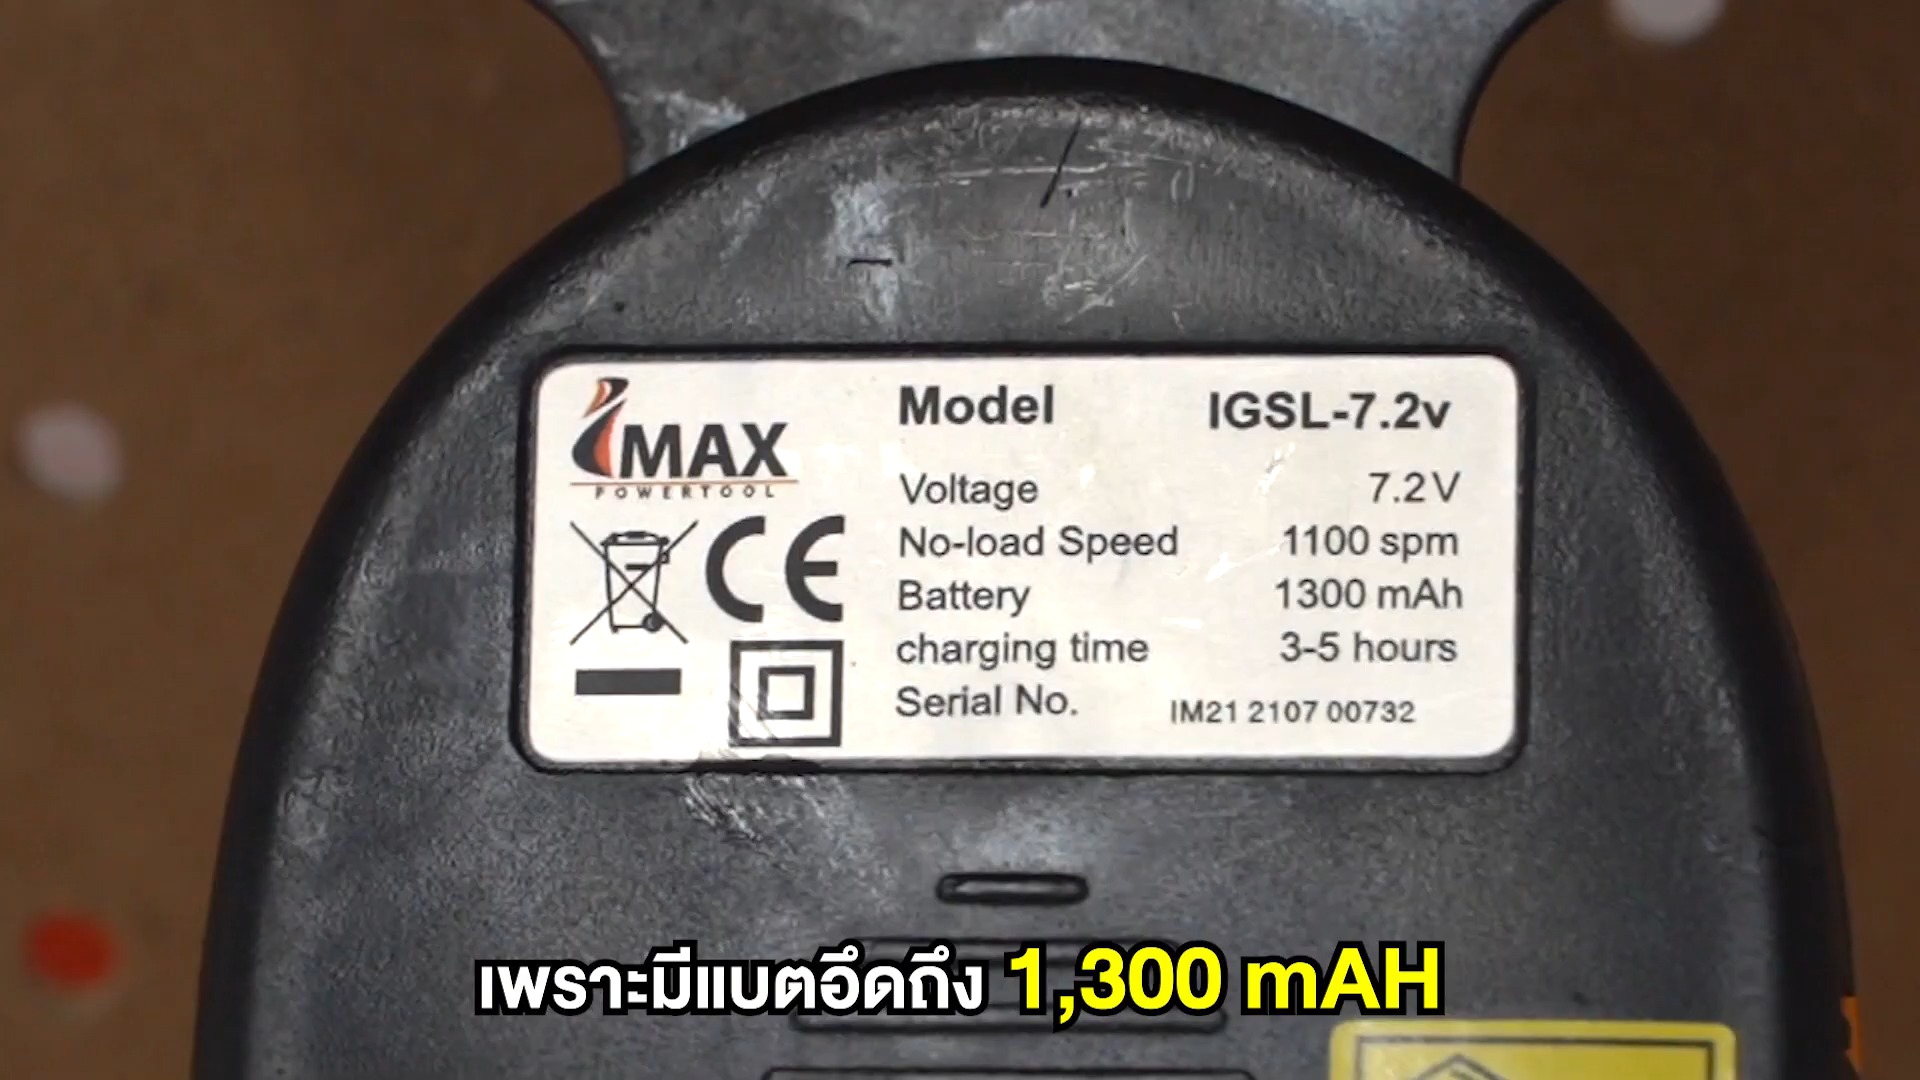 IMAX
POWERTOOL
CE
Model IGSL-7.2v
Voltage 7.2 V
No-load Speed 1100 spm
Battery 1300 mAh
charging time 3-5 hours
Serial No. IM21 2107 00732
เพราะมีแบตอึดถึง 1,300 mAH